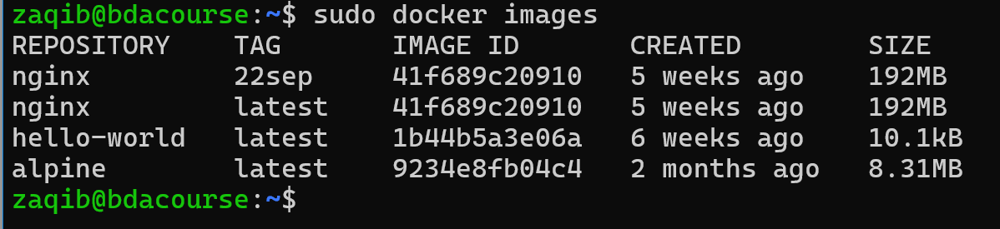 zaqib@bdacourse:~$ sudo docker images
REPOSITORY    TAG       IMAGE ID       CREATED        SIZE
nginx         22sep     41f689c20910   5 weeks ago    192MB
nginx         latest    41f689c20910   5 weeks ago    192MB
hello-world   latest    1b44b5a3e06a   6 weeks ago    10.1kB
alpine        latest    9234e8fb04c4   2 months ago   8.31MB
zaqib@bdacourse:~$